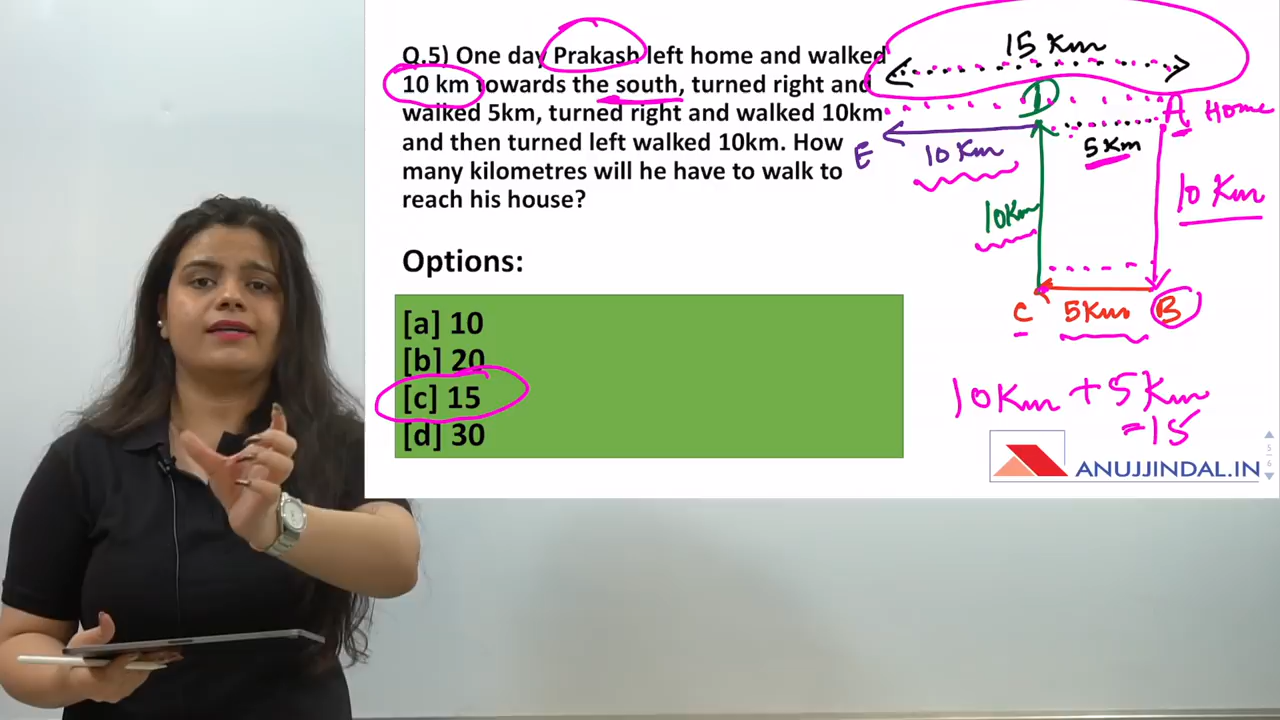 Q.5) One day Prakash left home and walked
10 km towards the south, turned right and
walked 5km, turned right and walked 10km
and then turned left walked 10km. How
many kilometres will he have to walk to
reach his house?
Options:
[a] 10
[b] 20
[c] 15
[d] 30
15 Km
D
A Home
E
10 Km
5 Km
10 Km
10Km
C
5Km
B
10Km + 5Km
=15
ANUJJINDAL.IN
5
6